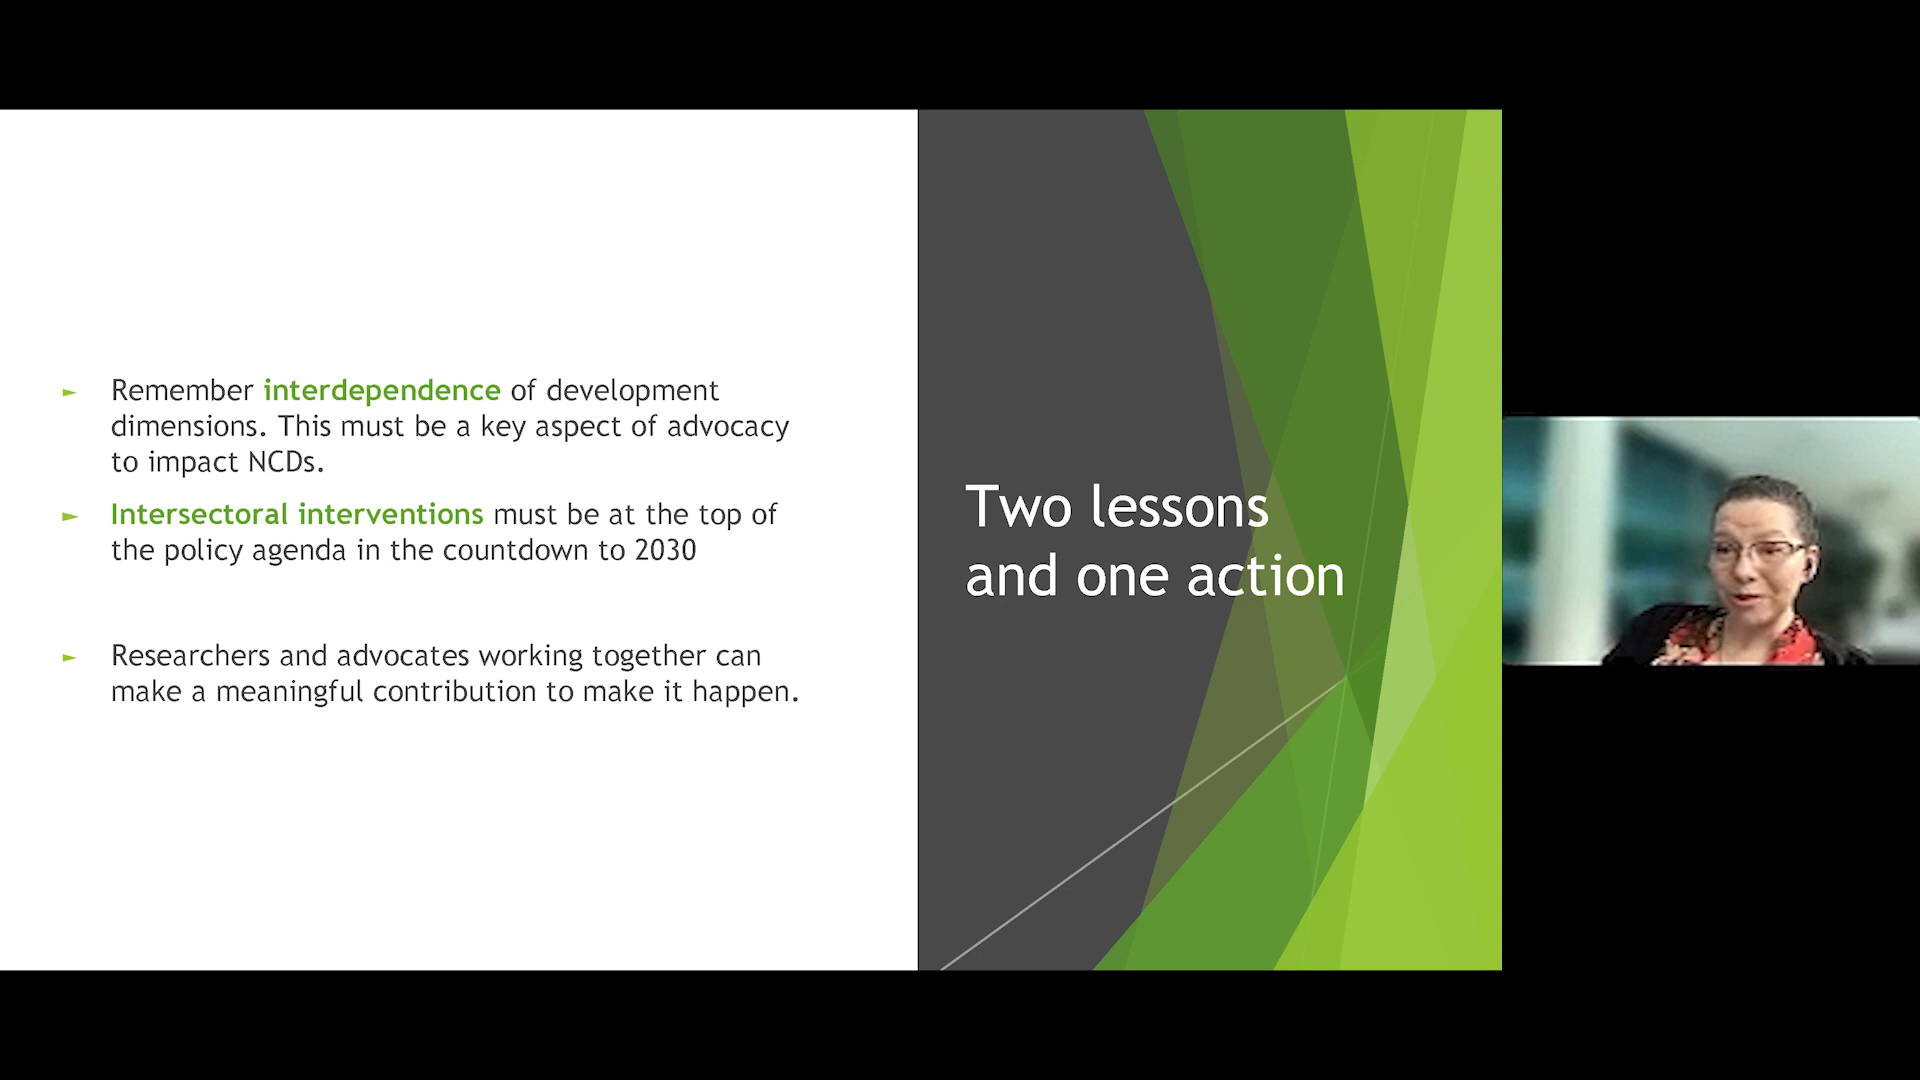 Remember interdependence of development
dimensions. This must be a key aspect of advocacy
to impact NCDs.
Intersectoral interventions must be at the top of
the policy agenda in the countdown to 2030
Researchers and advocates working together can
make a meaningful contribution to make it happen.
Two lessons
and one action